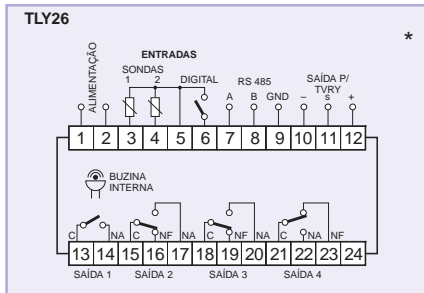 TLY26
*
ENTRADAS
ALIMENTAÇÃO
SONDAS
1 2
DIGITAL
RS 485
A B GND
SAÍDA P/
TVRY
– s +
1 2 3 4 5 6 7 8 9 10 11 12
BUZINA
INTERNA
C NA C NF NA C NF NA C NA NF
13 14 15 16 17 18 19 20 21 22 23 24
SAÍDA 1 SAÍDA 2 SAÍDA 3 SAÍDA 4